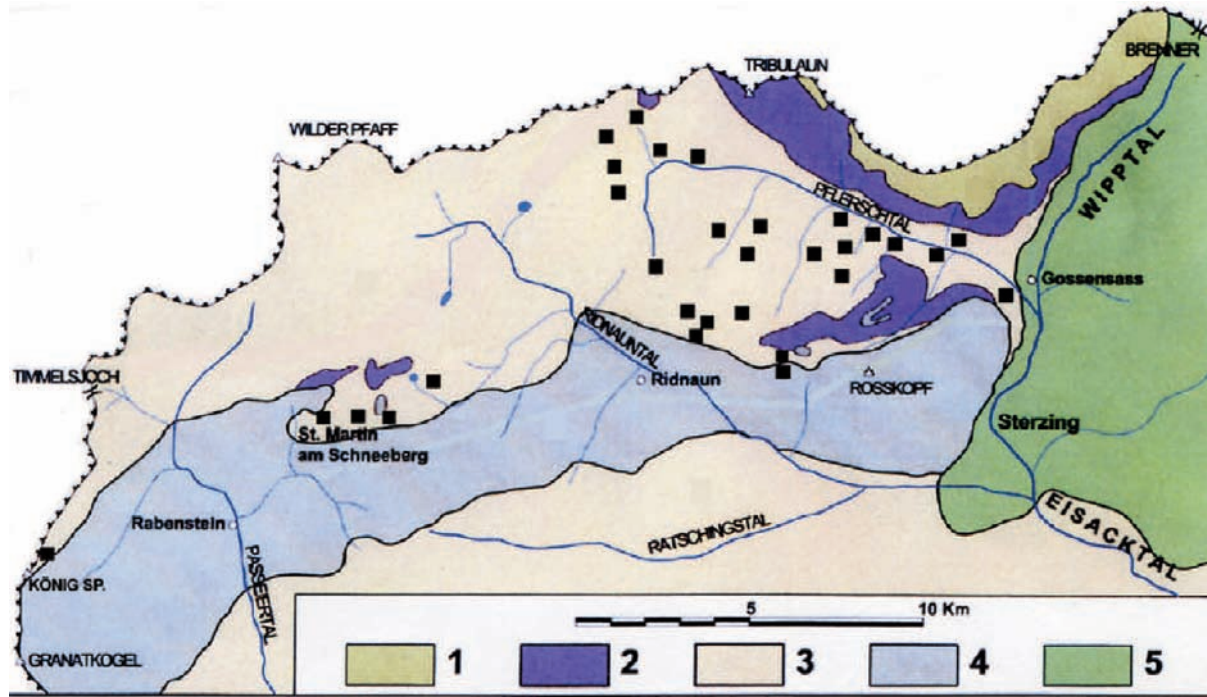 BRENNER
TRIBULAUN
WILDER PFAFF
WIPPTAL
PFLERSCHTAL
Gossensass
RIDNAUNTAL
TIMMELSJOCH
Ridnaun
ROSSKOPF
St. Martin
am Schneeberg
Sterzing
Rabenstein
RATSCHINGSTAL
EISACKTAL
PASSEIERTAL
KÖNIG SP.
GRANATKOGEL
5
10 Km
1
2
3
4
5